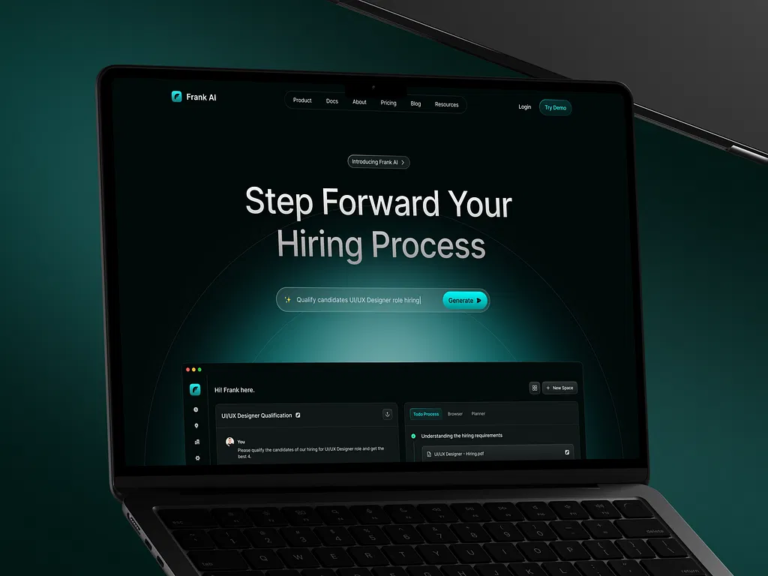 Frank AI
Product Docs About Pricing Blog Resources
Login
Try Demo
Introducing Frank AI
Step Forward Your
Hiring Process
Qualify candidates UI/UX Designer role hiring
Generate
Hi! Frank here.
+ New Space
UI/UX Designer Qualification
You
Please qualify the candidates of our hiring for UI/UX Designer role and get the
best 4.
Todo Process Browser Planner
Understanding the hiring requirements
UI/UX Designer - Hiring.pdf